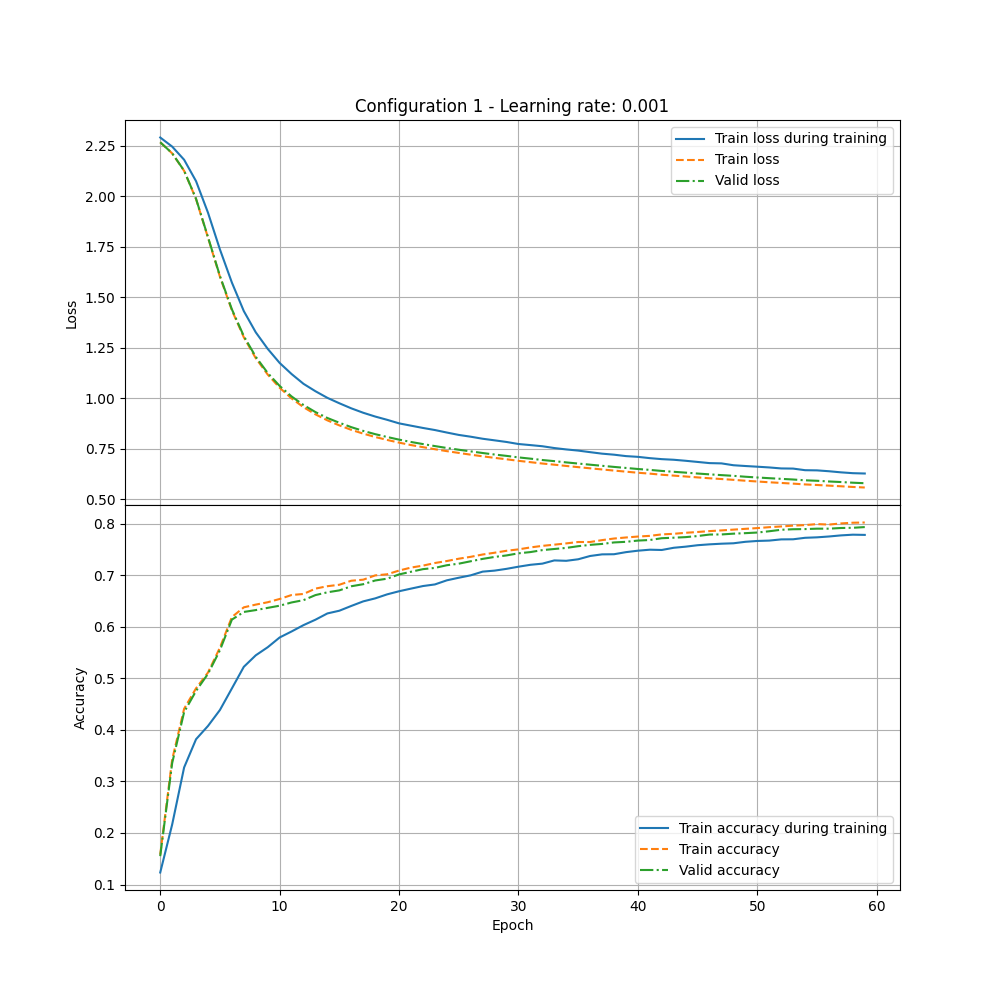 Configuration 1 - Learning rate: 0.001
Loss
2.25
2.00
1.75
1.50
1.25
1.00
0.75
0.50
Train loss during training
Train loss
Valid loss
Accuracy
0.8
0.7
0.6
0.5
0.4
0.3
0.2
0.1
Train accuracy during training
Train accuracy
Valid accuracy
0 10 20 30 40 50 60
Epoch